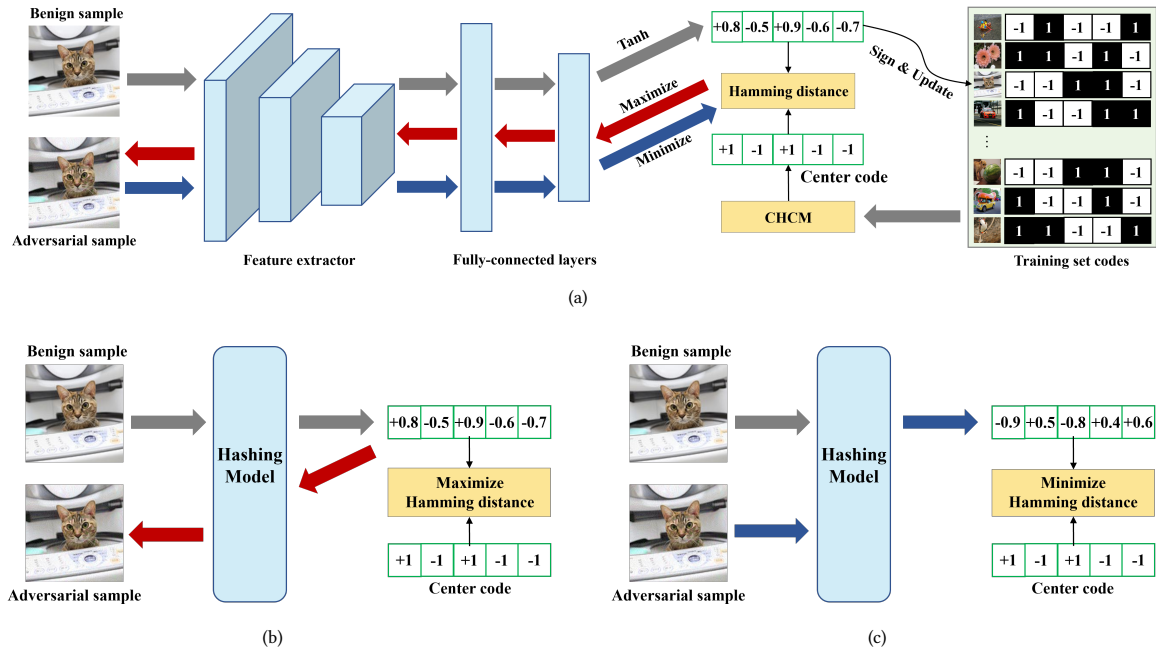 Benign sample
Adversarial sample
Feature extractor
Fully-connected layers
Tanh
Maximize
Minimize
+0.8 -0.5 +0.9 -0.6 -0.7
Hamming distance
+1 -1 +1 -1 -1
Center code
CHCM
Sign & Update
-1 1 -1 -1 1
1 1 -1 1 -1
-1 -1 1 1 -1
1 -1 -1 1 1
⋮
-1 -1 1 1 -1
1 -1 -1 1 -1
1 1 -1 -1 1
Training set codes
(a)
Benign sample
Adversarial sample
Hashing
Model
+0.8 -0.5 +0.9 -0.6 -0.7
Maximize
Hamming distance
+1 -1 +1 -1 -1
Center code
(b)
Benign sample
Adversarial sample
Hashing
Model
-0.9 +0.5 -0.8 +0.4 +0.6
Minimize
Hamming distance
+1 -1 +1 -1 -1
Center code
(c)